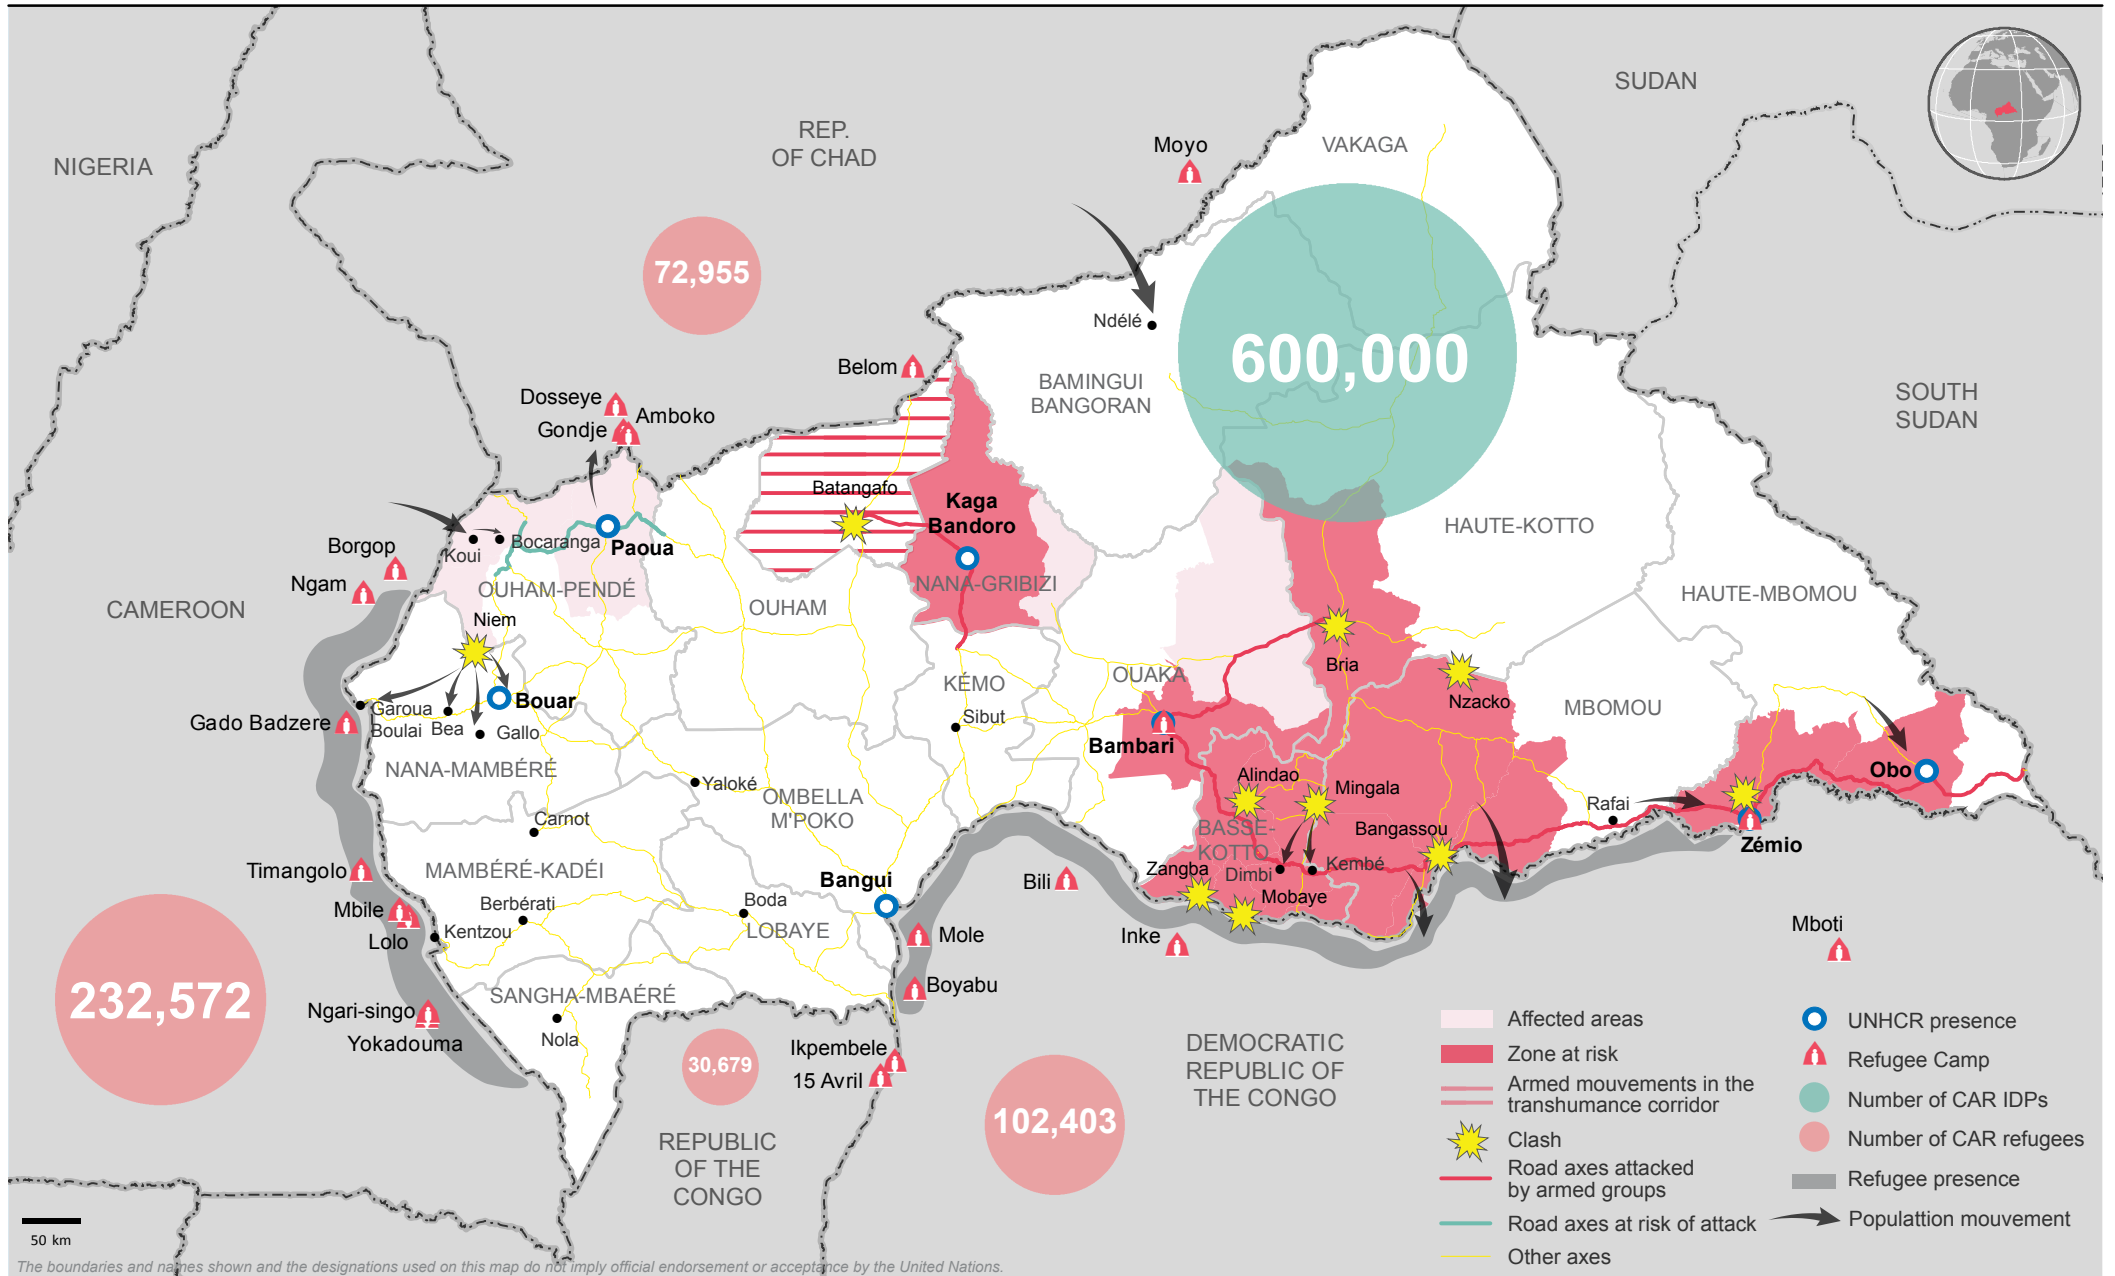 SUDAN
REP.
OF CHAD
NIGERIA
Moyo
VAKAGA
72,955
Ndélé
600,000
Belom
BAMINGUI
BANGORAN
SOUTH
SUDAN
Dosseye
Amboko
Gondje
Batangafo
Kaga
Bandoro
HAUTE-KOTTO
Koui
Bocaranga
Paoua
Borgop
Ngam
OUHAM-PENDÉ
NANA-GRIBIZI
CAMEROON
OUHAM
HAUTE-MBOMOU
Niem
Bria
OUAKA
KÉMO
Nzacko
Bouar
MBOMOU
Garoua
Boulai
Bea
Gallo
Gado Badzere
Sibut
Bambari
NANA-MAMBÉRÉ
Obo
Alindao
Mingala
Yaloké
OMBELLA
M'POKO
Rafai
Carnot
BASSE-
KOTTO
Bangassou
Zémio
MAMBÉRÉ-KADÉI
Timangolo
Zangba
Dimbi
Kembé
Bangui
Bili
Mobaye
Berbérati
Boda
Mbile
Lolo
Kentzou
LOBAYE
Mole
Inke
Mboti
232,572
SANGHA-MBAÉRÉ
Boyabu
Ngari-singo
Yokadouma
Nola
30,679
Ikpembele
15 Avril
DEMOCRATIC
REPUBLIC OF
THE CONGO
102,403
REPUBLIC
OF THE
CONGO
Affected areas
Zone at risk
Armed mouvements in the
transhumance corridor
Clash
Road axes attacked
by armed groups
Road axes at risk of attack
Other axes
UNHCR presence
Refugee Camp
Number of CAR IDPs
Number of CAR refugees
Refugee presence
Populattion mouvement
50 km
The boundaries and names shown and the designations used on this map do not imply official endorsement or acceptance by the United Nations.